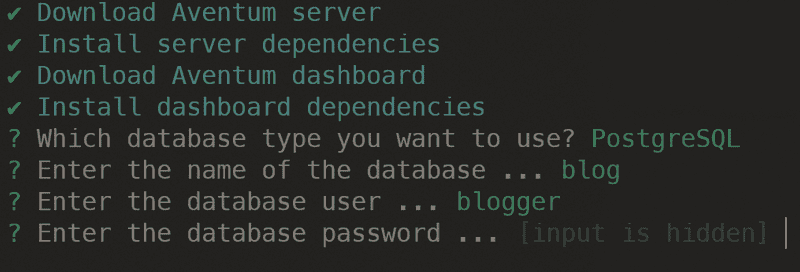 ✔ Download Aventum server
✔ Install server dependencies
✔ Download Aventum dashboard
✔ Install dashboard dependencies
? Which database type you want to use? PostgreSQL
? Enter the name of the database ... blog
? Enter the database user ... blogger
? Enter the database password ... [input is hidden]